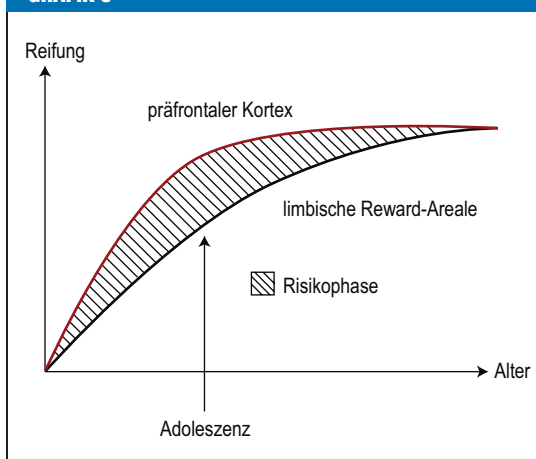 Reifung
präfrontaler Kortex
limbische Reward-Areale
Risikophase
Alter
Adoleszenz